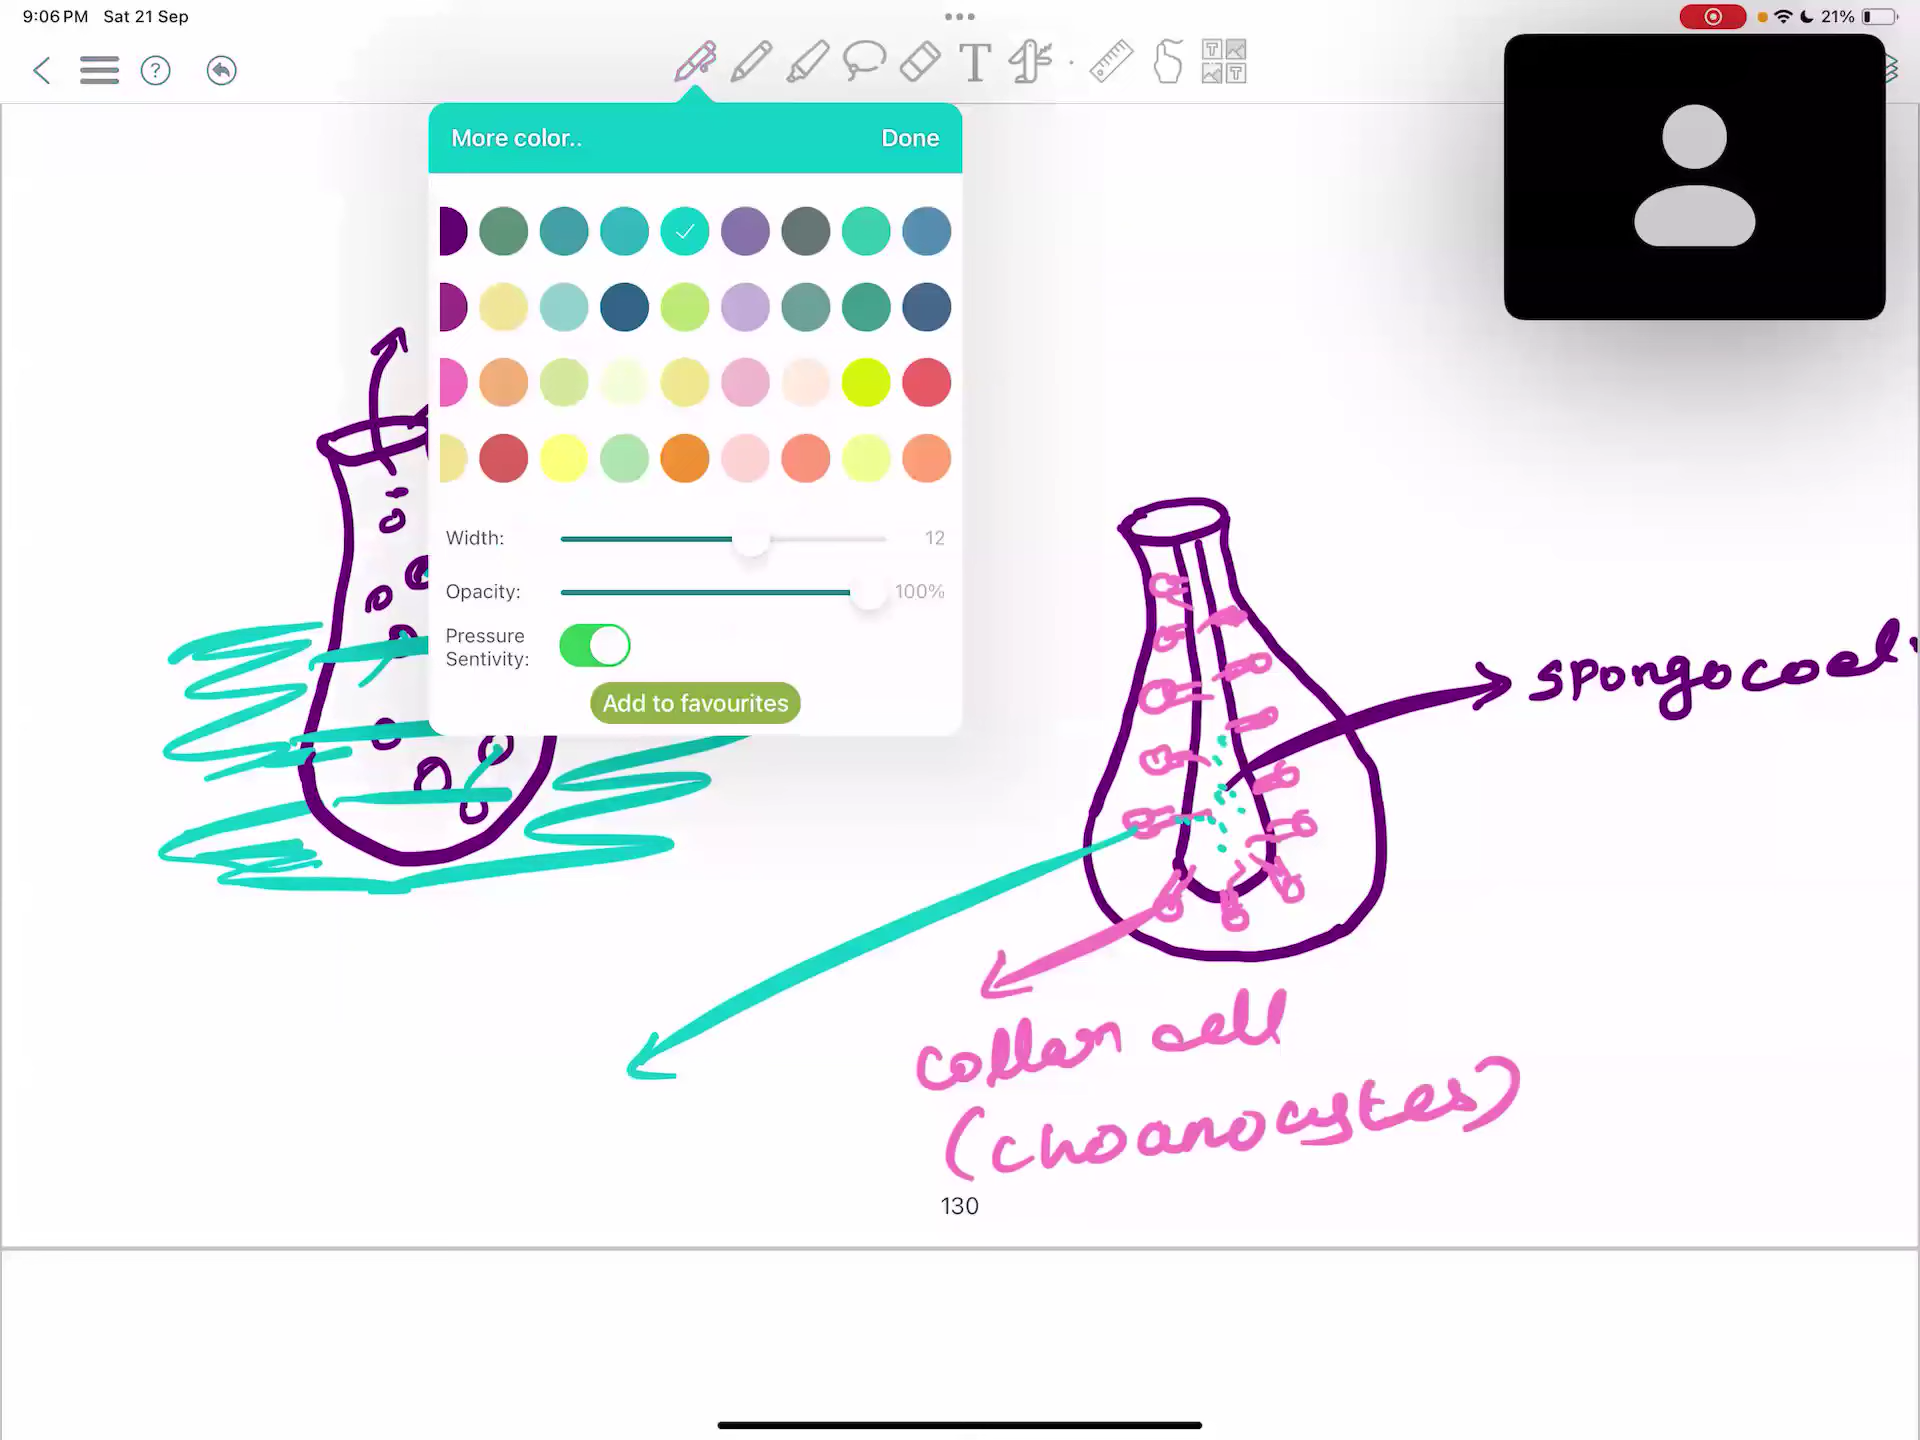 9:06 PM Sat 21 Sep
21%
?
T
T
T
More color..
Done
Width:
12
Opacity:
100%
Pressure
Sentivity:
Add to favourites
spongocoel
collar cell
(choanocytes)
130